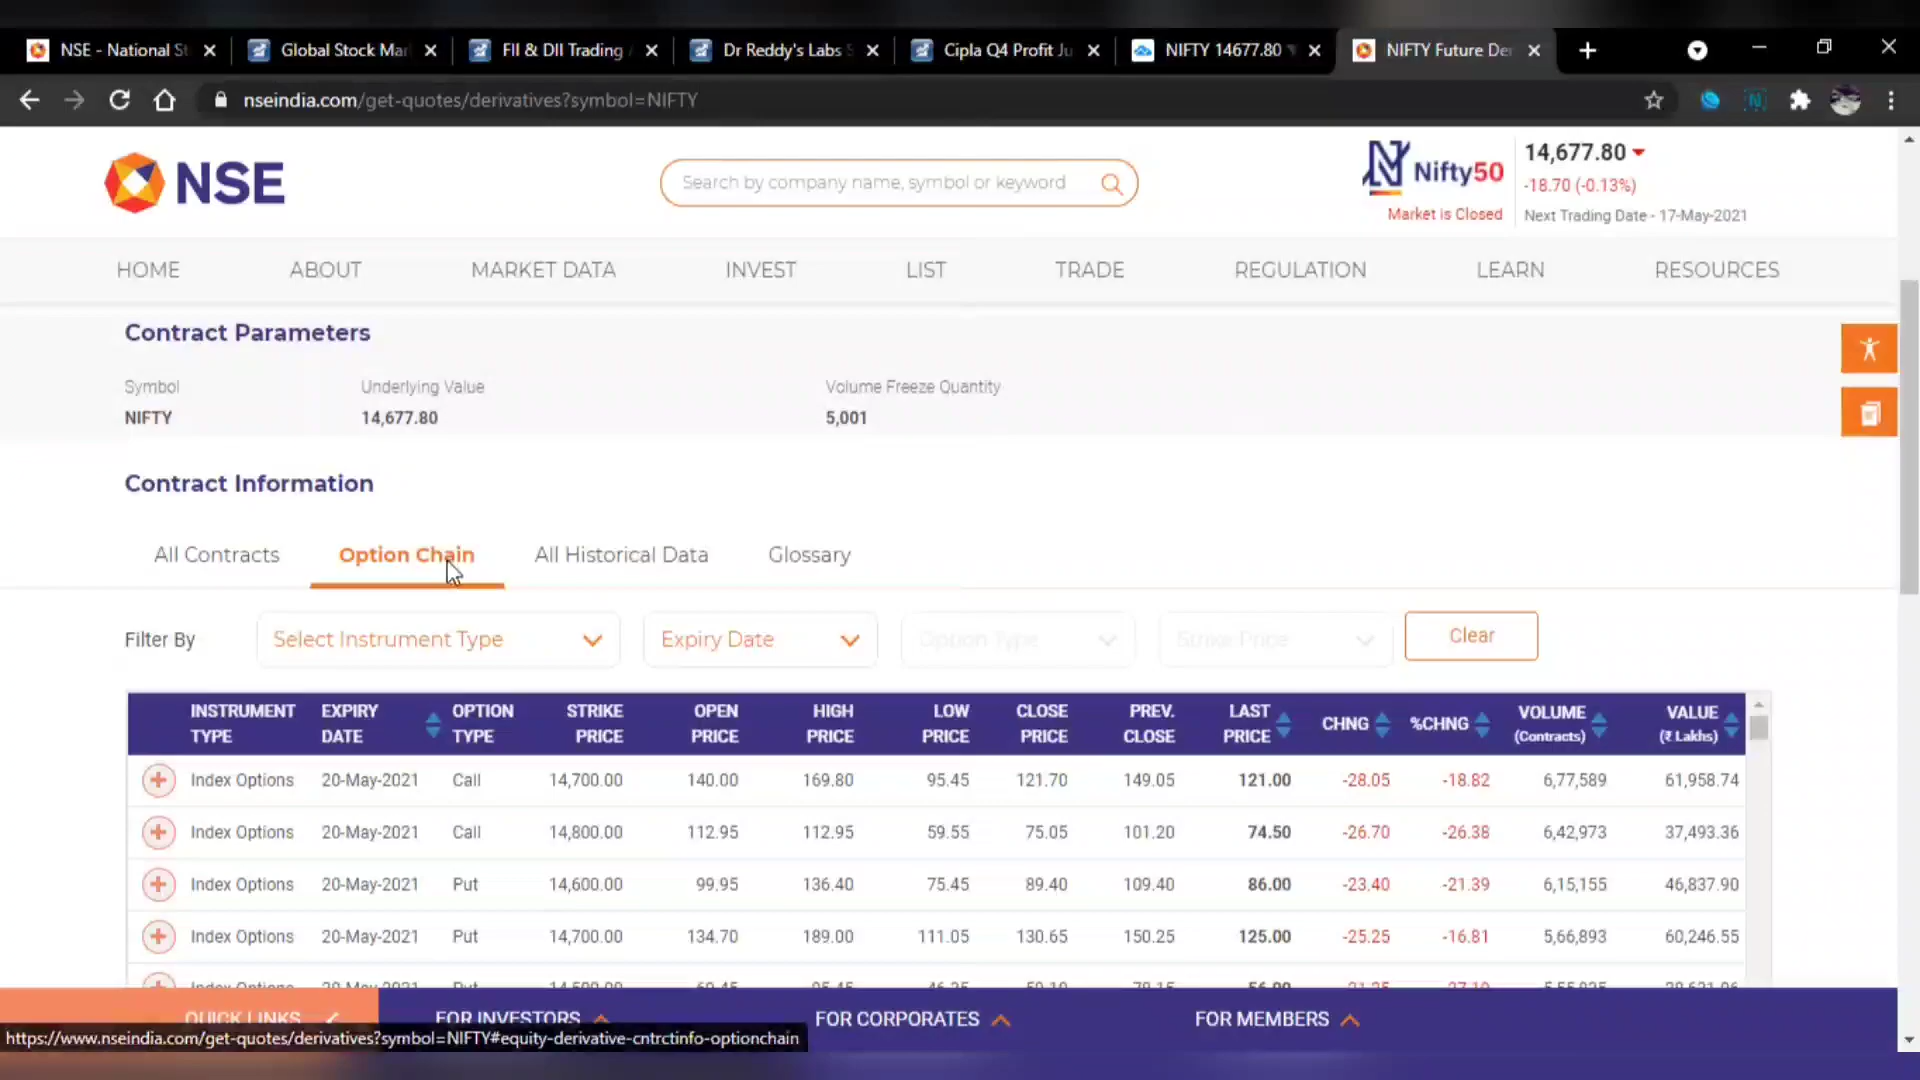 NSE - National St
Global Stock Mar
FII & DII Trading
Dr Reddy's Labs
Cipla Q4 Profit Ju
NIFTY 14677.80
NIFTY Future Der
nseindia.com/get-quotes/derivatives?symbol=NIFTY
NSE
Search by company name, symbol or keyword
Nifty50
Market is Closed
14,677.80
-18.70 (-0.13%)
Next Trading Date - 17-May-2021
HOME ABOUT MARKET DATA INVEST LIST TRADE REGULATION LEARN RESOURCES
Contract Parameters
Symbol Underlying Value Volume Freeze Quantity
NIFTY 14,677.80 5,001
Contract Information
All Contracts Option Chain All Historical Data Glossary
Filter By Select Instrument Type Expiry Date Option Type Strike Price Clear
INSTRUMENT TYPE EXPIRY DATE OPTION TYPE STRIKE PRICE OPEN PRICE HIGH PRICE LOW PRICE CLOSE PRICE PREV. CLOSE LAST PRICE CHNG %CHNG VOLUME (Contracts) VALUE (₹ Lakhs)
Index Options 20-May-2021 Call 14,700.00 140.00 169.80 95.45 121.70 149.05 121.00 -28.05 -18.82 6,77,589 61,958.74
Index Options 20-May-2021 Call 14,800.00 112.95 112.95 59.55 75.05 101.20 74.50 -26.70 -26.38 6,42,973 37,493.36
Index Options 20-May-2021 Put 14,600.00 99.95 136.40 75.45 89.40 109.40 86.00 -23.40 -21.39 6,15,155 46,837.90
Index Options 20-May-2021 Put 14,700.00 134.70 189.00 111.05 130.65 150.25 125.00 -25.25 -16.81 5,66,893 60,246.55
QUICK LINKS FOR INVESTORS FOR CORPORATES FOR MEMBERS
https://www.nseindia.com/get-quotes/derivatives?symbol=NIFTY#equity-derivative-cntrctinfo-optionchain